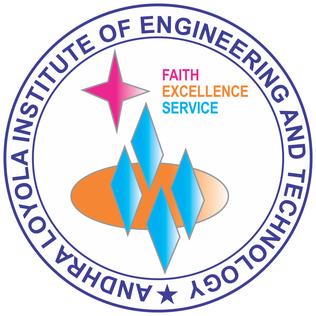 ANDHRA LOYOLA INSTITUTE OF ENGINEERING AND TECHNOLOGY
FAITH
EXCELLENCE
SERVICE